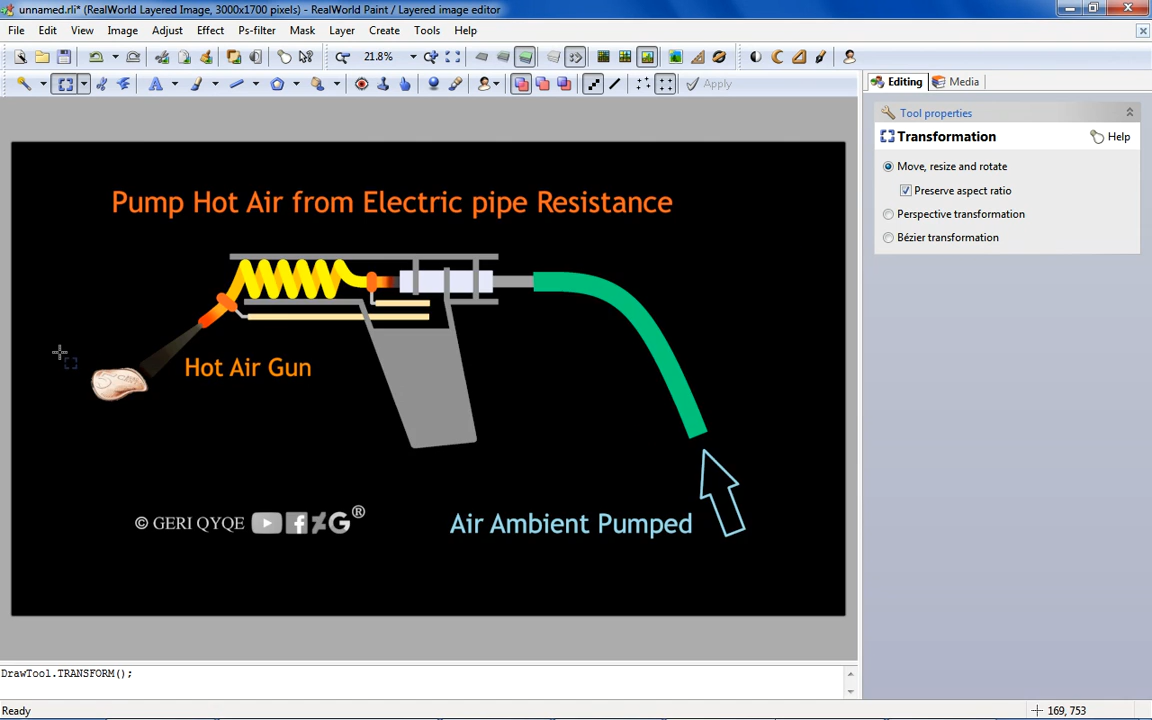 unnamed.rli* (RealWorld Layered Image, 3000x1700 pixels) - RealWorld Paint / Layered image editor
File Edit View Image Adjust Effect Ps-filter Mask Layer Create Tools Help
21.8%
Apply
Editing Media
Tool properties
Transformation Help
Move, resize and rotate
Preserve aspect ratio
Perspective transformation
Bézier transformation
Pump Hot Air from Electric pipe Resistance
Hot Air Gun
© GERI QYQE ®
Air Ambient Pumped
DrawTool.TRANSFORM();
Ready
169, 753